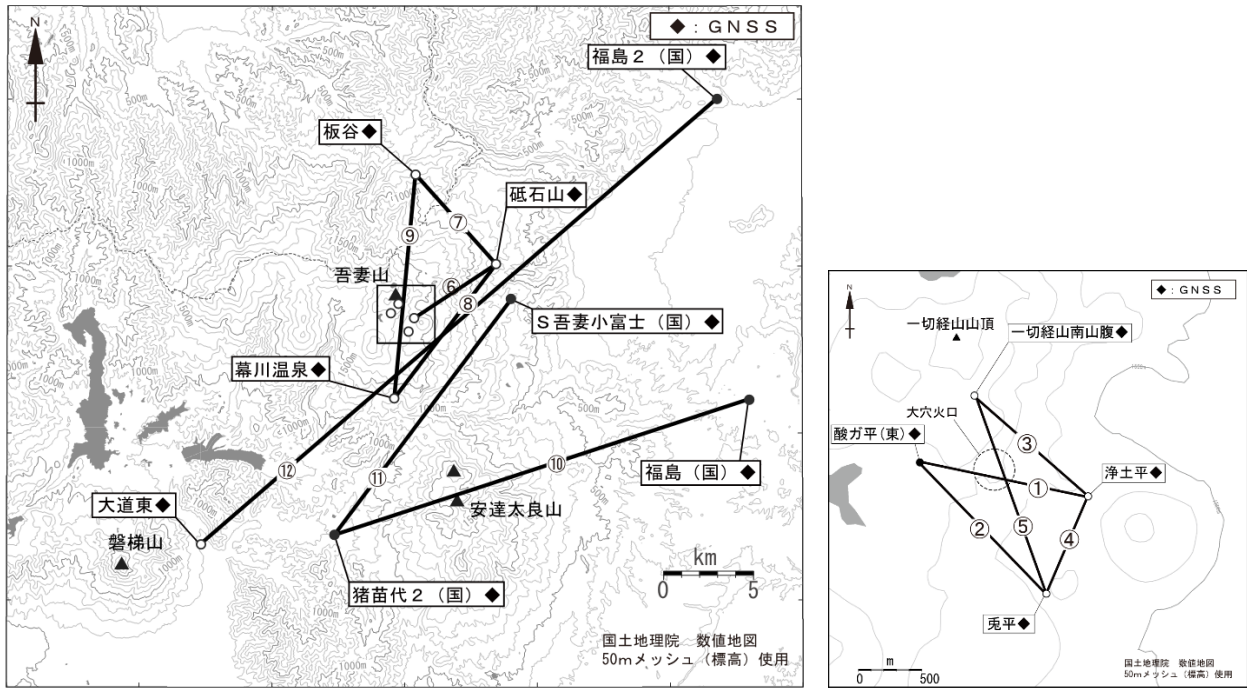 N
◆：GNSS
福島2（国）◆
板谷◆
砥石山◆
⑦
⑨
吾妻山
⑥
⑧
S吾妻小富士（国）◆
幕川温泉◆
⑩
⑪
⑫
福島（国）◆
大道東◆
安達太良山
磐梯山
猪苗代2（国）◆
km
0 5
国土地理院 数値地図
50mメッシュ（標高）使用
500m
1000m
N
◆：GNSS
一切経山山頂
一切経山南山腹◆
大穴火口
酸ガ平(東)◆
③
浄土平◆
①
②
⑤
④
兎平◆
m
0 500
国土地理院 数値地図
50mメッシュ（標高）使用